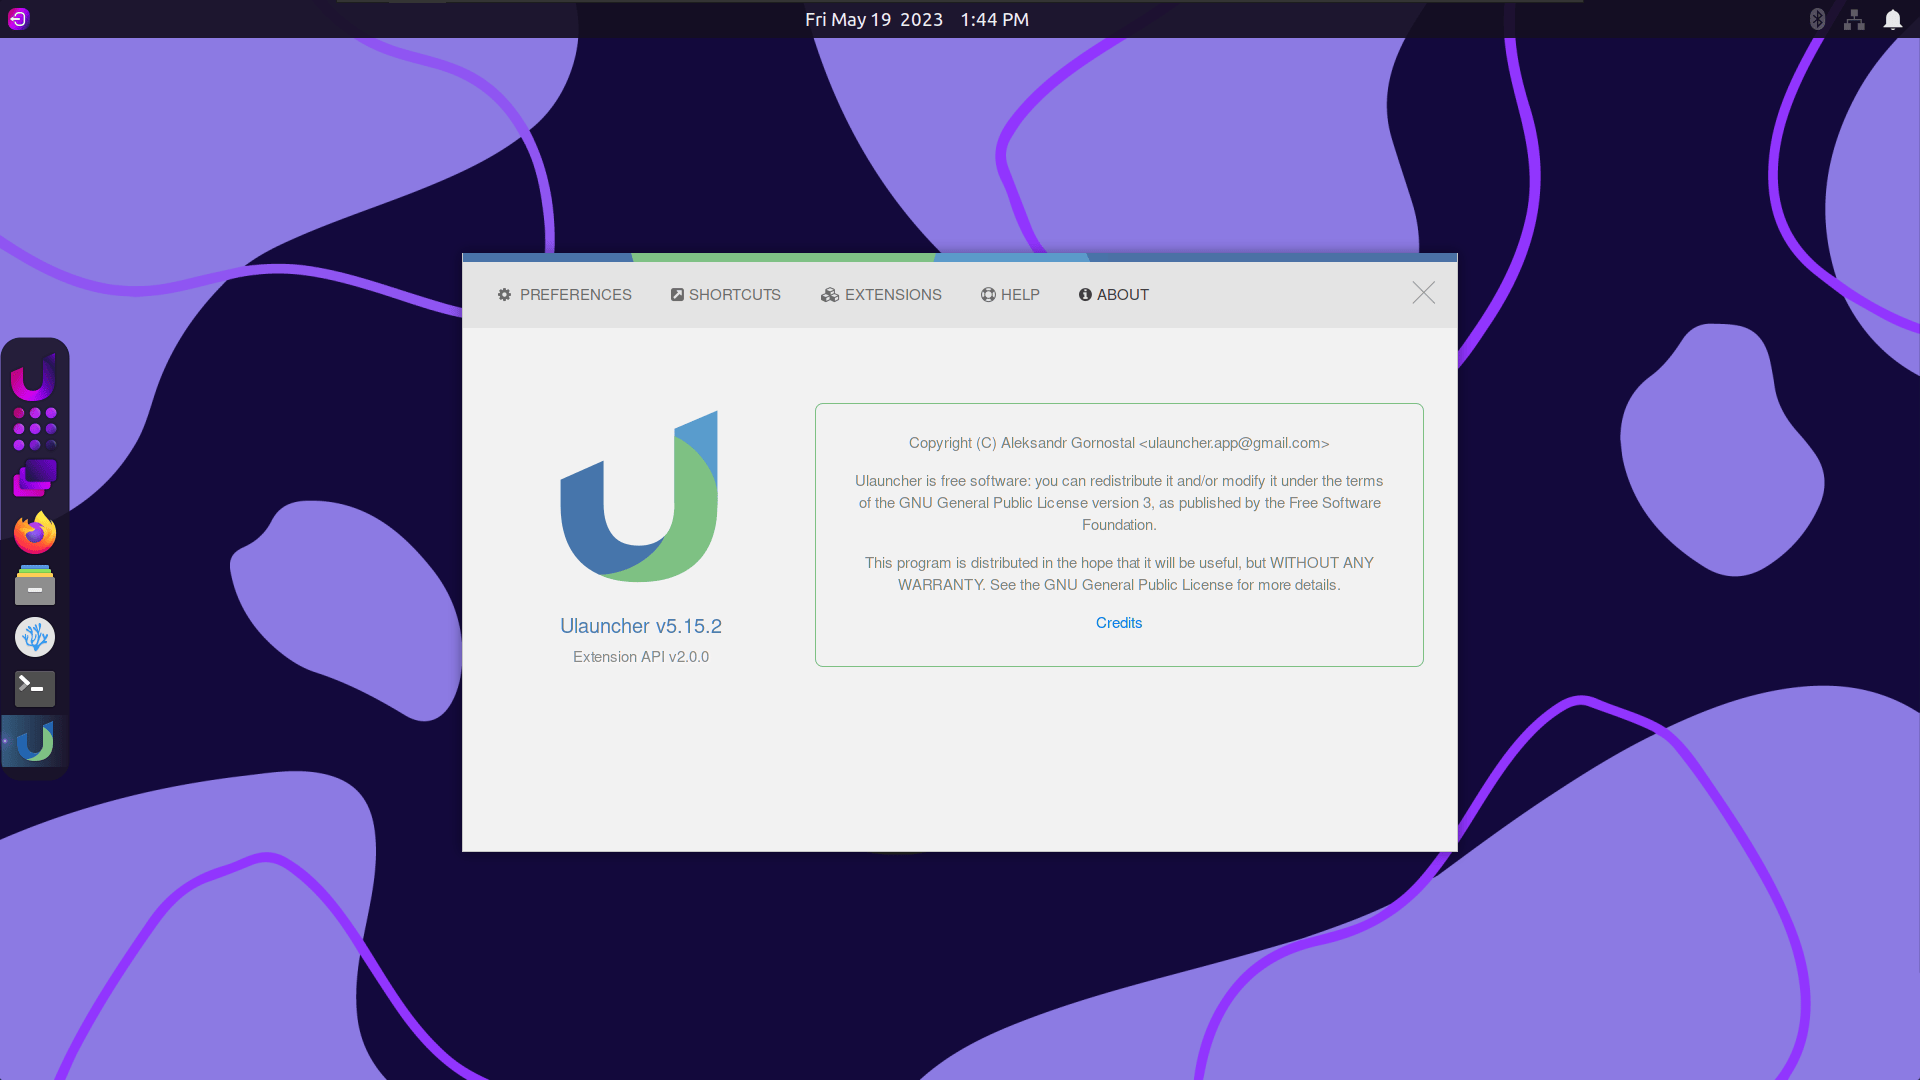 Fri May 19 2023 1:44 PM
PREFERENCES SHORTCUTS EXTENSIONS HELP ABOUT
Copyright (C) Aleksandr Gornostal <ulauncher.app@gmail.com>
Ulauncher is free software: you can redistribute it and/or modify it under the terms
of the GNU General Public License version 3, as published by the Free Software
Foundation.
This program is distributed in the hope that it will be useful, but WITHOUT ANY
WARRANTY. See the GNU General Public License for more details.
Credits
Ulauncher v5.15.2
Extension API v2.0.0